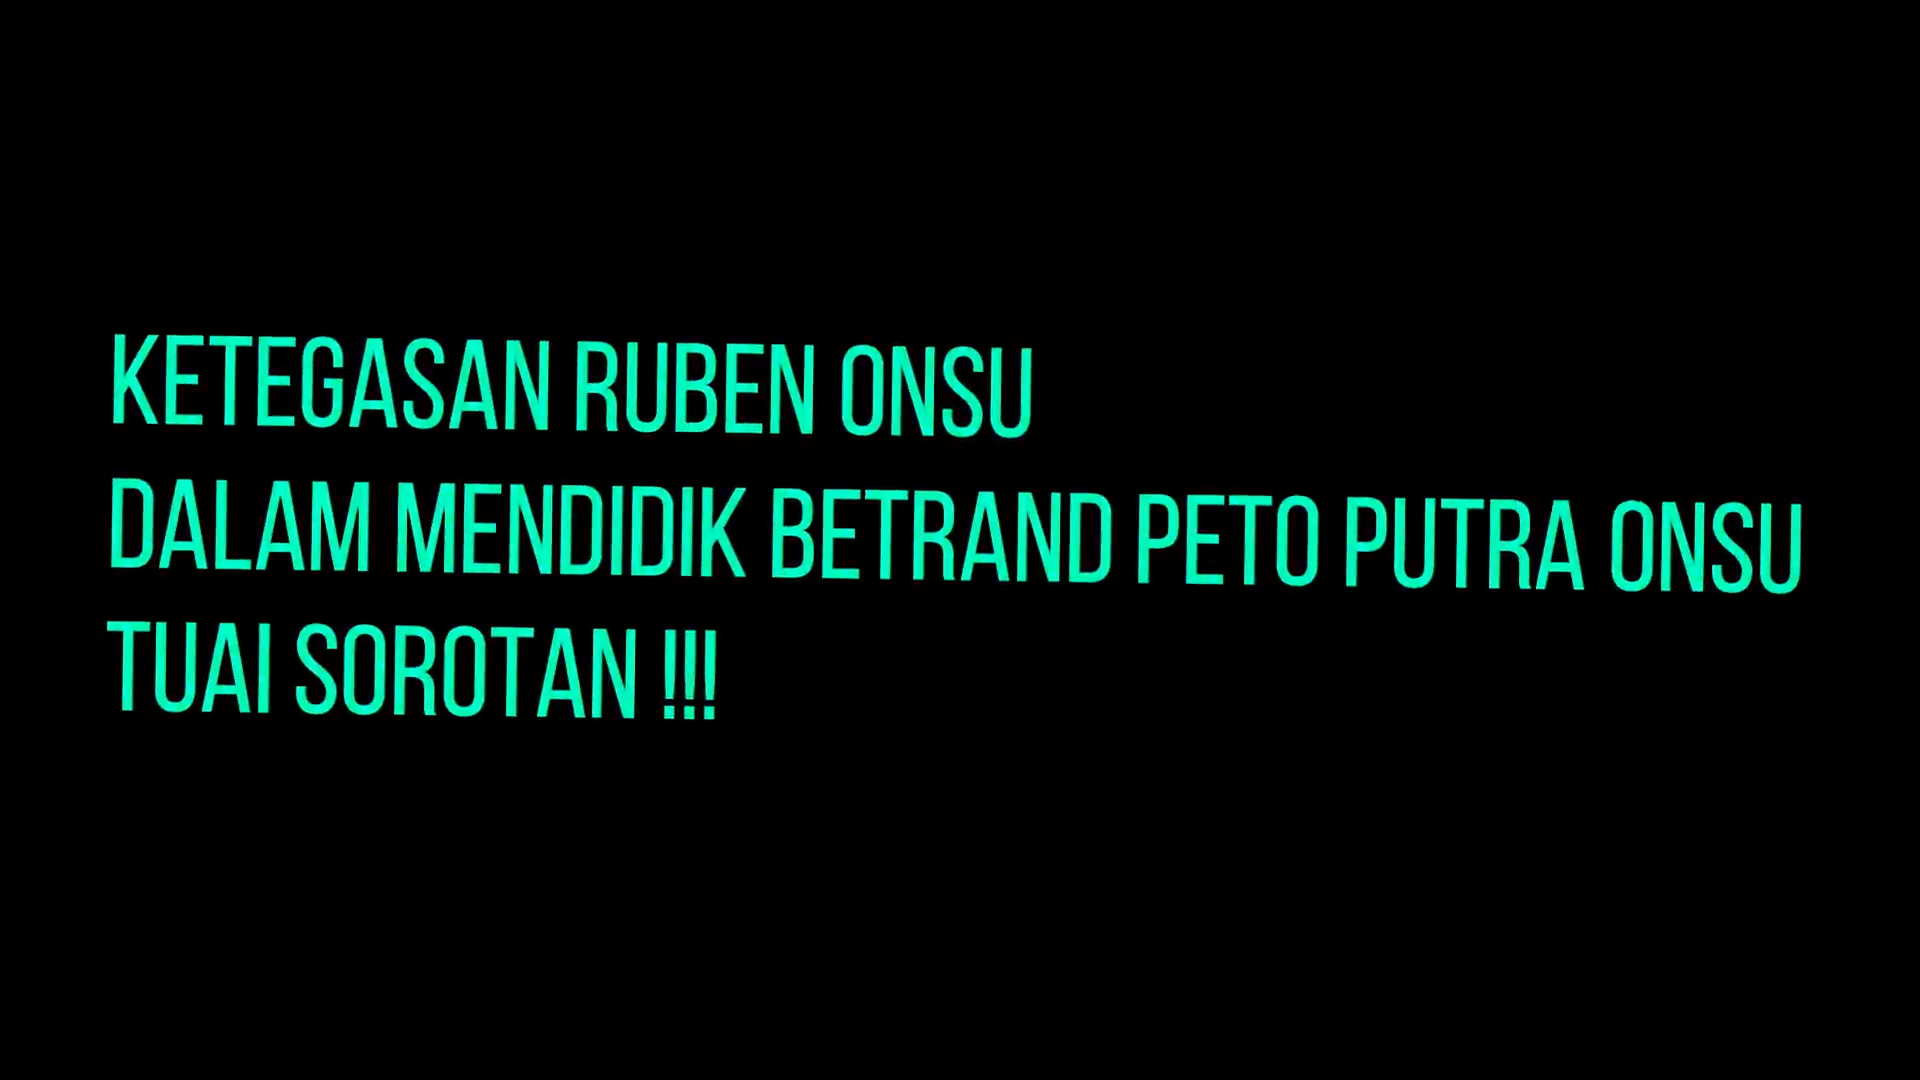 KETEGASAN RUBEN ONSU
DALAM MENDIDIK BETRAND PETO PUTRA ONSU
TUAI SOROTAN !!!